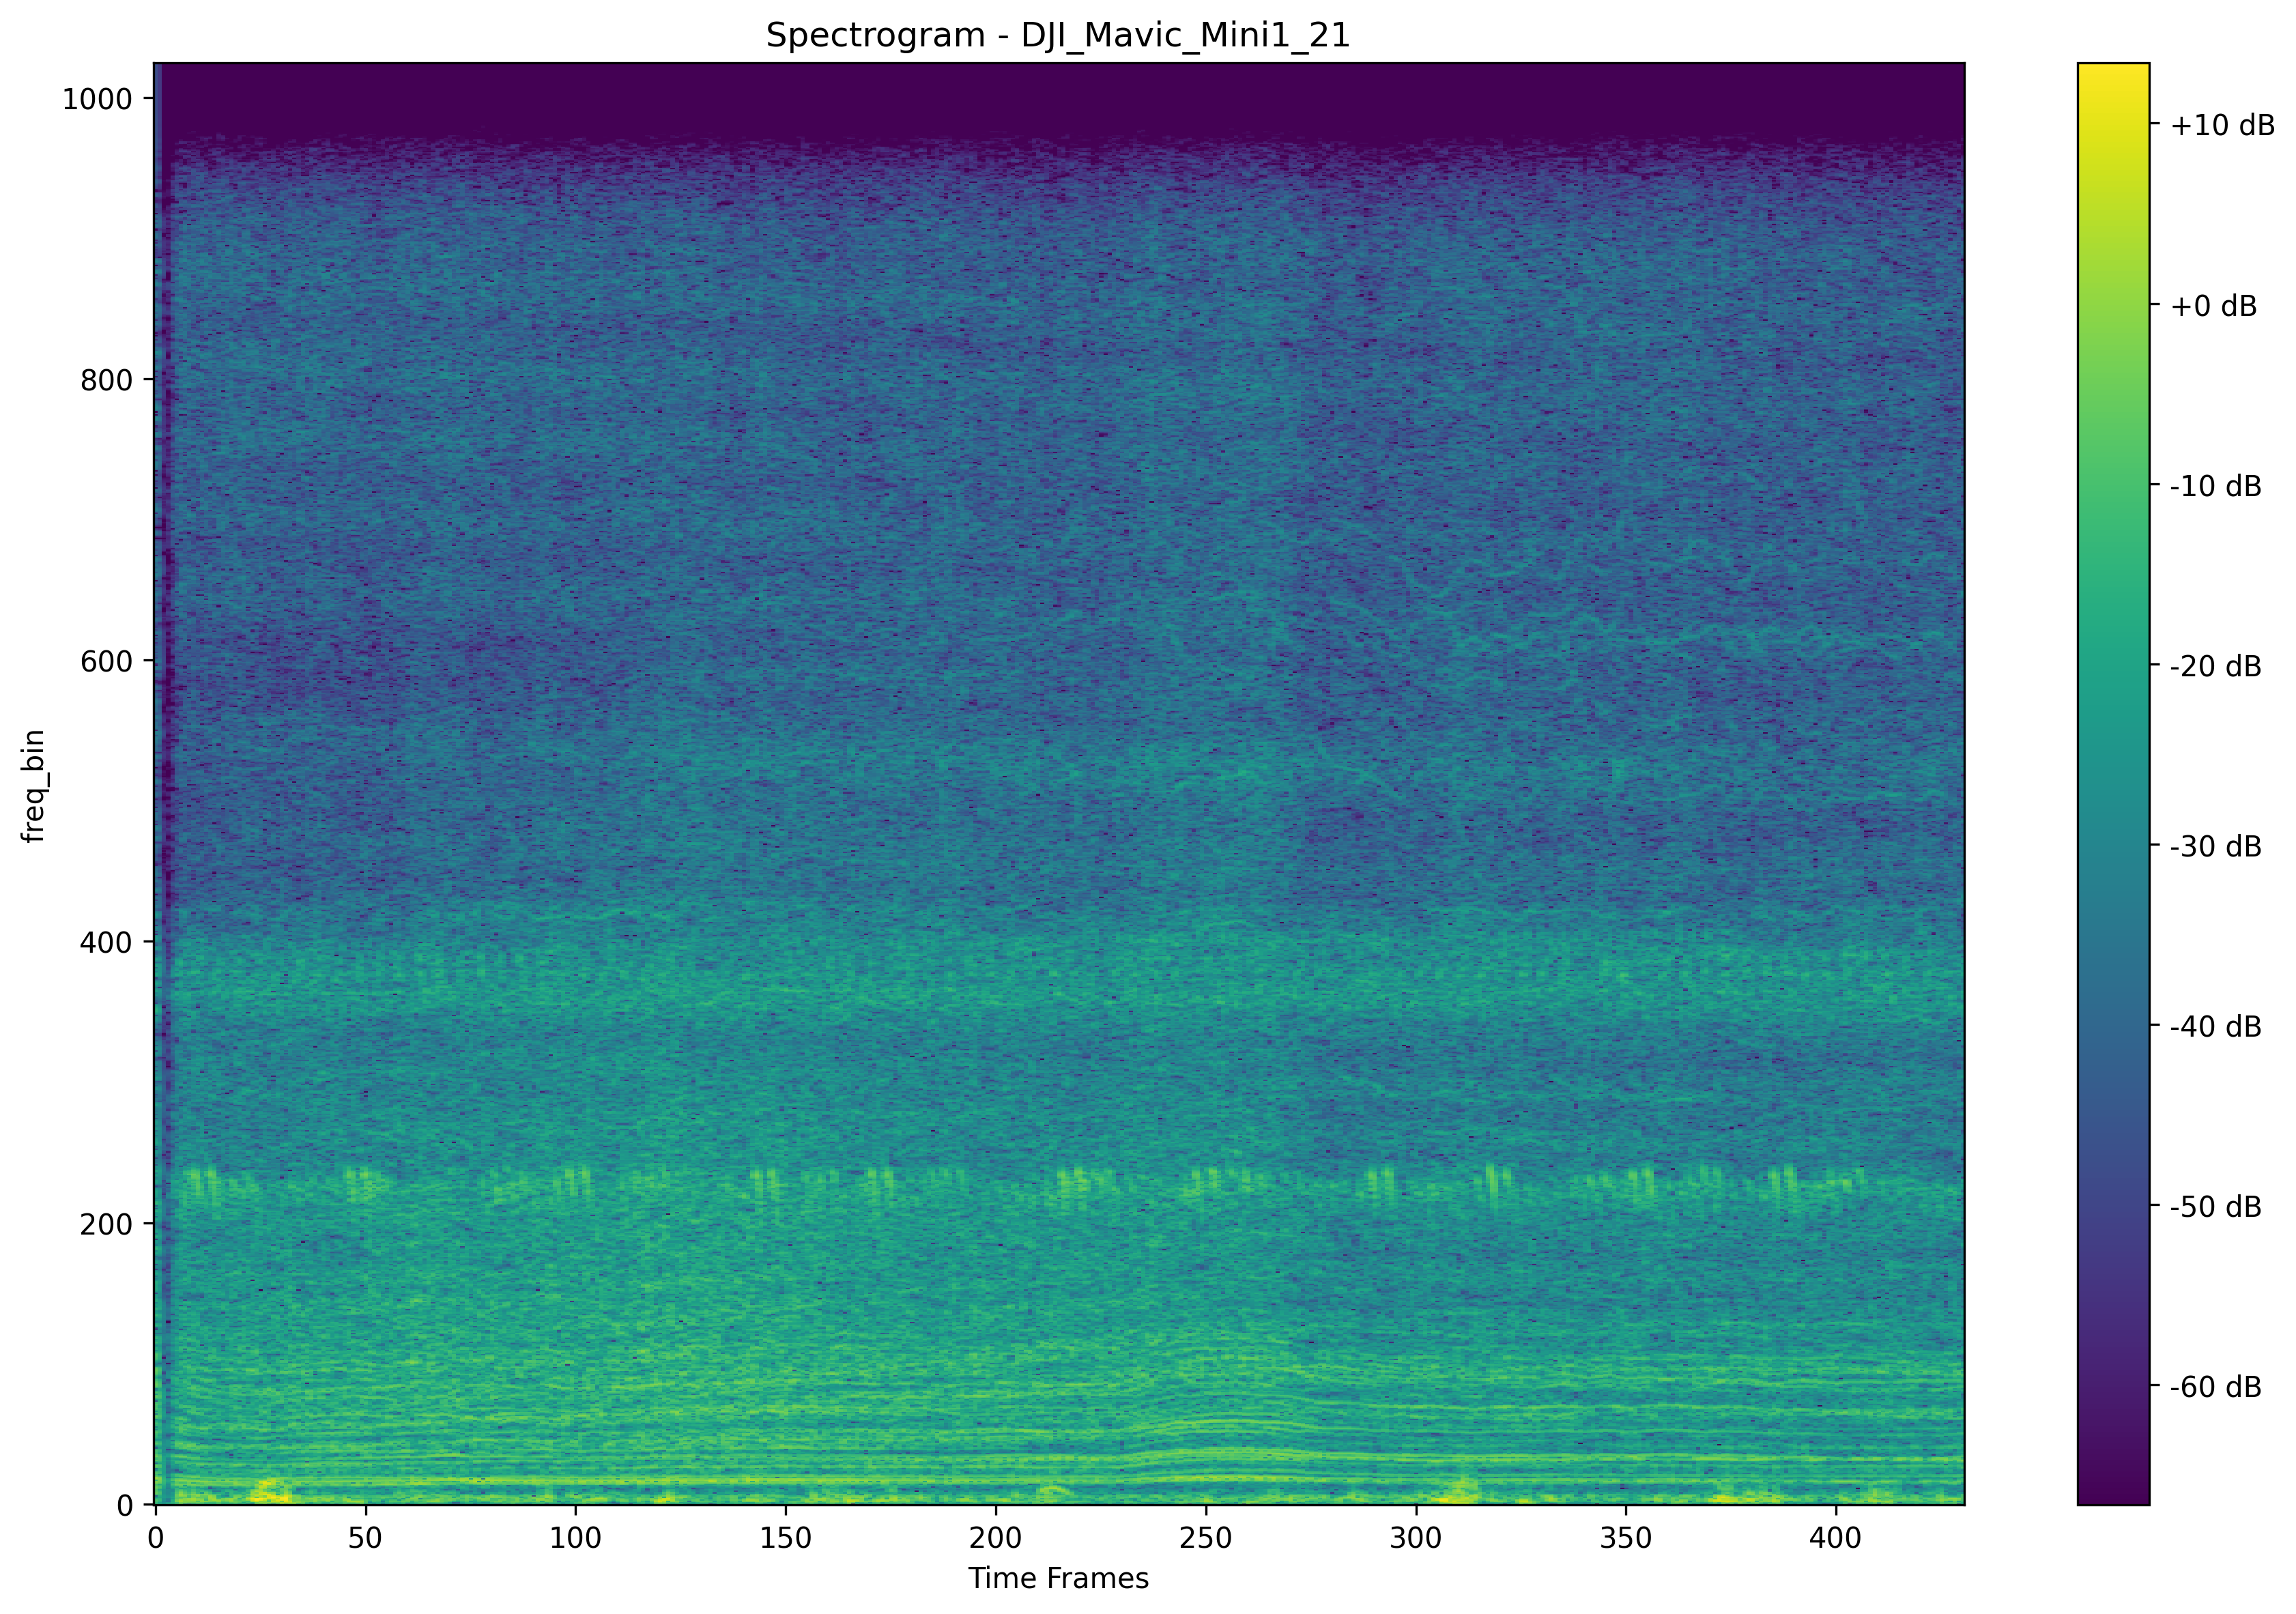 Spectrogram - DJI_Mavic_Mini1_21
1000
800
600
400
200
0
freq_bin
0
50
100
150
200
250
300
350
400
Time Frames
+10 dB
+0 dB
-10 dB
-20 dB
-30 dB
-40 dB
-50 dB
-60 dB